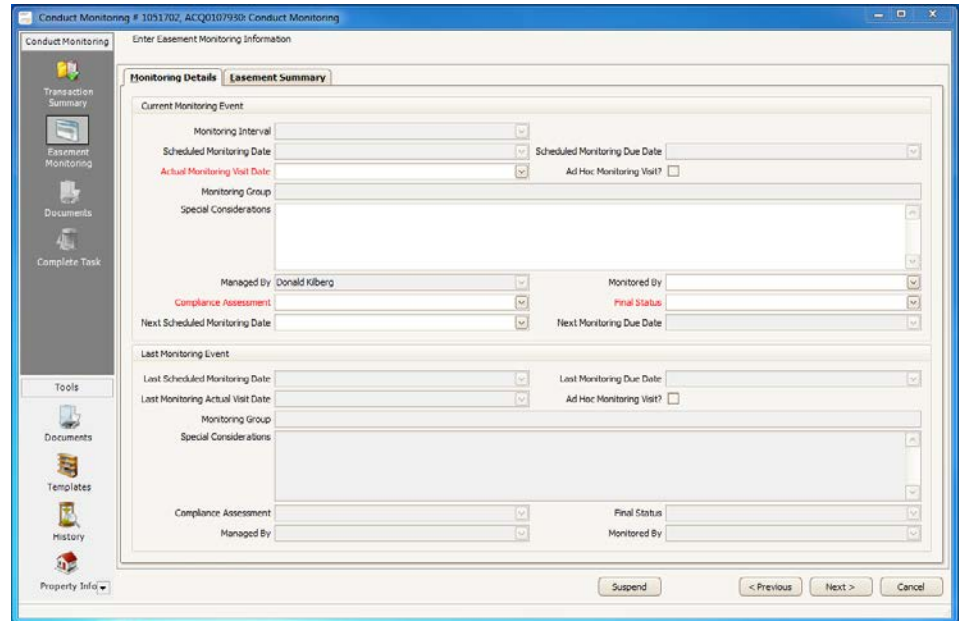 Conduct Monitoring # 1051702, ACQ0107930: Conduct Monitoring
Conduct Monitoring
Enter Easement Monitoring Information
Transaction
Summary
Easement
Monitoring
Documents
Complete Task
Monitoring Details
Easement Summary
Current Monitoring Event
Monitoring Interval
Scheduled Monitoring Date
Scheduled Monitoring Due Date
Actual Monitoring Visit Date
Ad Hoc Monitoring Visit?
Monitoring Group
Special Considerations
Managed By Donald Kilberg
Monitored By
Compliance Assessment
Final Status
Next Scheduled Monitoring Date
Next Monitoring Due Date
Last Monitoring Event
Last Scheduled Monitoring Date
Last Monitoring Due Date
Last Monitoring Actual Visit Date
Ad Hoc Monitoring Visit?
Monitoring Group
Special Considerations
Compliance Assessment
Final Status
Managed By
Monitored By
Tools
Documents
Templates
History
Property Info
Suspend
< Previous
Next >
Cancel